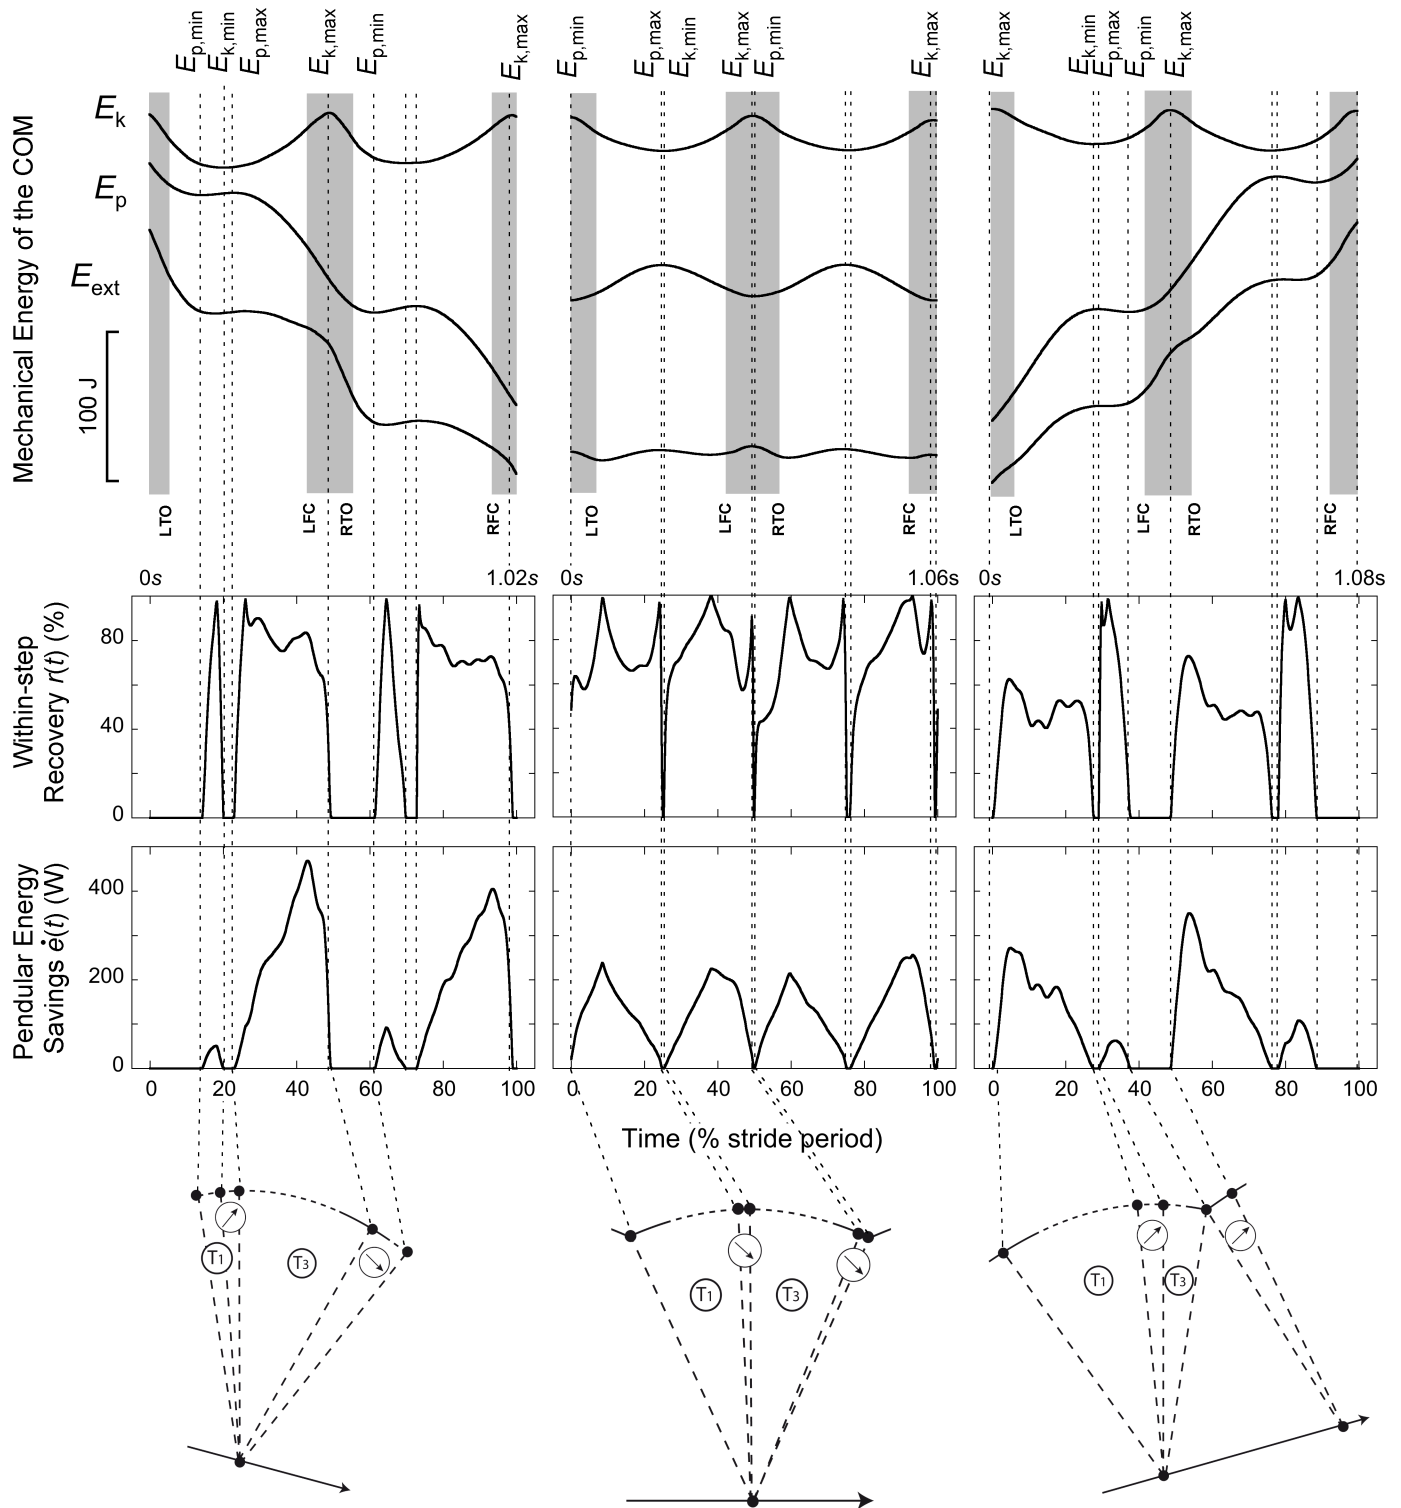 Ep,min Ek,min Ep,max Ek,max Ep,min Ek,max
Ep,min Ep,max Ek,min Ek,max Ep,min Ek,max
Ek,max Ek,min Ep,max Ep,min Ek,max
Mechanical Energy of the COM
Ek
Ep
Eext
100 J
LTO LFC RTO RFC
LTO LFC RTO RFC
LTO LFC RTO RFC
0s 1.02s
0s 1.06s
0s 1.08s
Within-step
Recovery r(t) (%)
80
40
0
Pendular Energy
Savings ė(t) (W)
400
200
0
0 20 40 60 80 100
0 20 40 60 80 100
0 20 40 60 80 100
Time (% stride period)
T1 T3
T1 T3
T1 T3